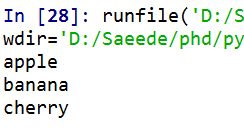 In [28]: runfile('D:/S
wdir='D:/Saeede/phd/py
apple
banana
cherry